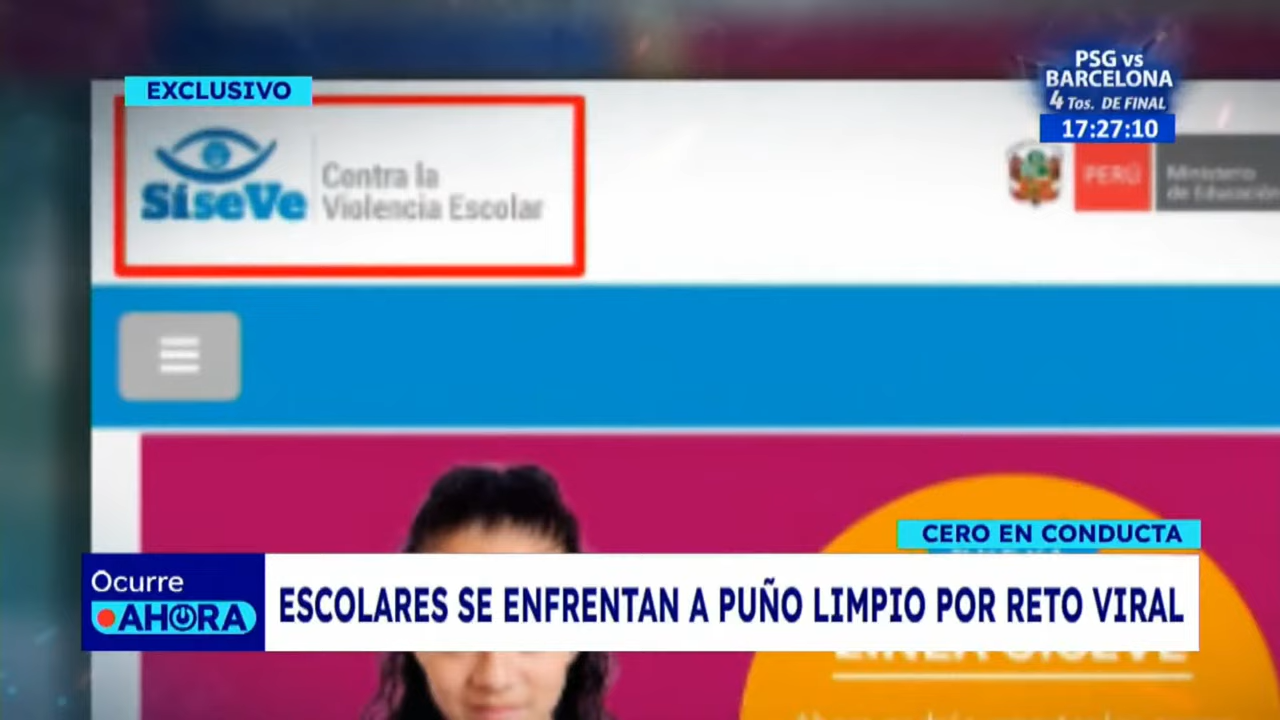 EXCLUSIVO
PSG vs
BARCELONA
4 Tos. DE FINAL
17:27:10
SíseVe
Contra la
Violencia Escolar
PERÚ
Ministerio
de Educación
CERO EN CONDUCTA
Ocurre
AHORA
ESCOLARES SE ENFRENTAN A PUÑO LIMPIO POR RETO VIRAL